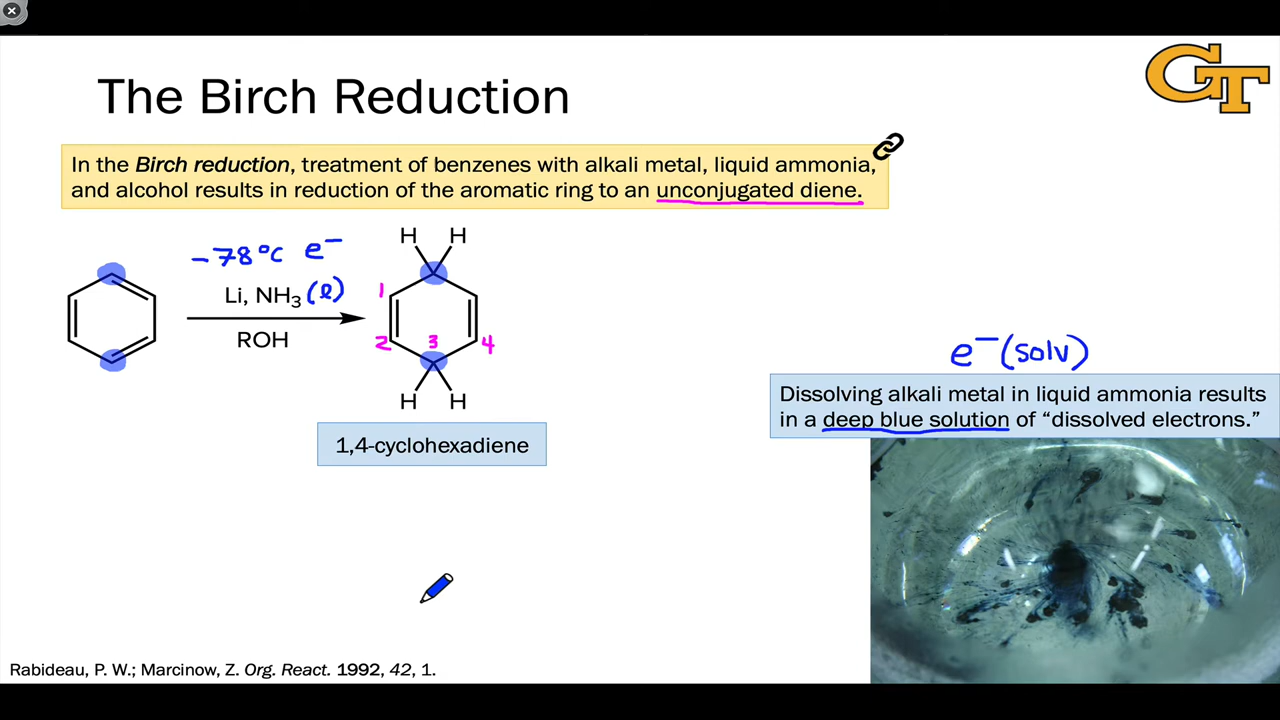 The Birch Reduction
GT
In the Birch reduction, treatment of benzenes with alkali metal, liquid ammonia,
and alcohol results in reduction of the aromatic ring to an unconjugated diene.
-78°C e⁻
Li, NH₃ (l)
ROH
H H
1
2 3 4
H H
1,4-cyclohexadiene
e⁻(solv)
Dissolving alkali metal in liquid ammonia results
in a deep blue solution of “dissolved electrons.”
Rabideau, P. W.; Marcinow, Z. Org. React. 1992, 42, 1.